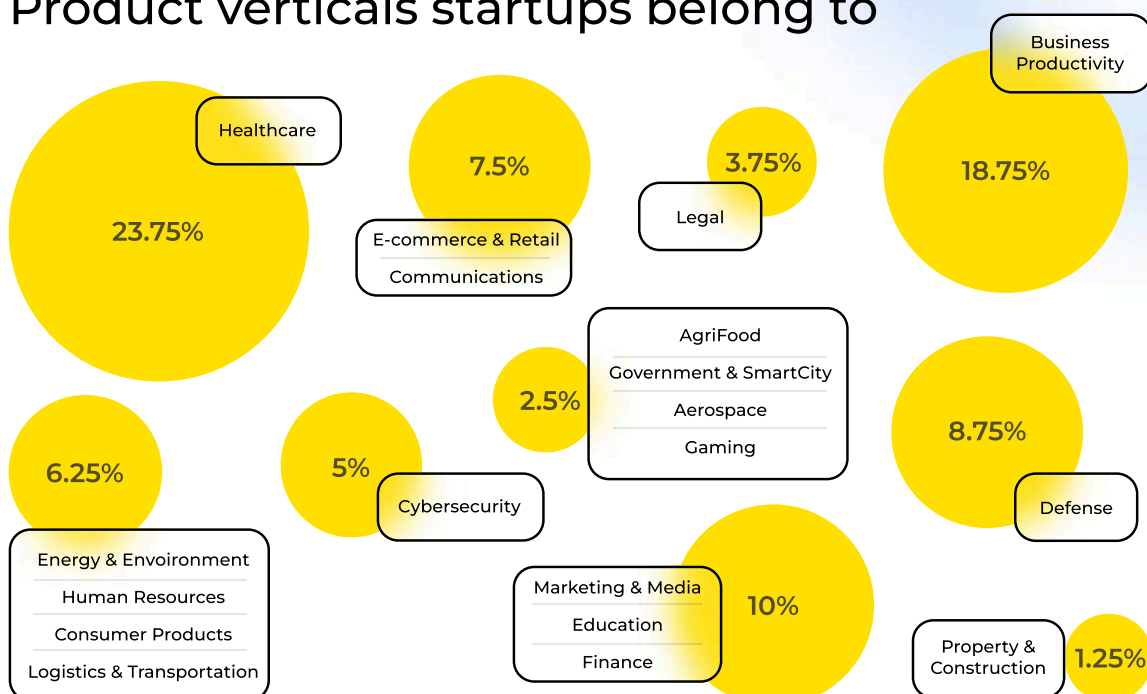 Product verticals startups belong to
Business
Productivity
Healthcare
23.75%
7.5%
E-commerce & Retail
Communications
3.75%
Legal
18.75%
2.5%
AgriFood
Government & SmartCity
Aerospace
Gaming
8.75%
Defense
6.25%
Energy & Envoironment
Human Resources
Consumer Products
Logistics & Transportation
5%
Cybersecurity
10%
Marketing & Media
Education
Finance
Property &
Construction
1.25%